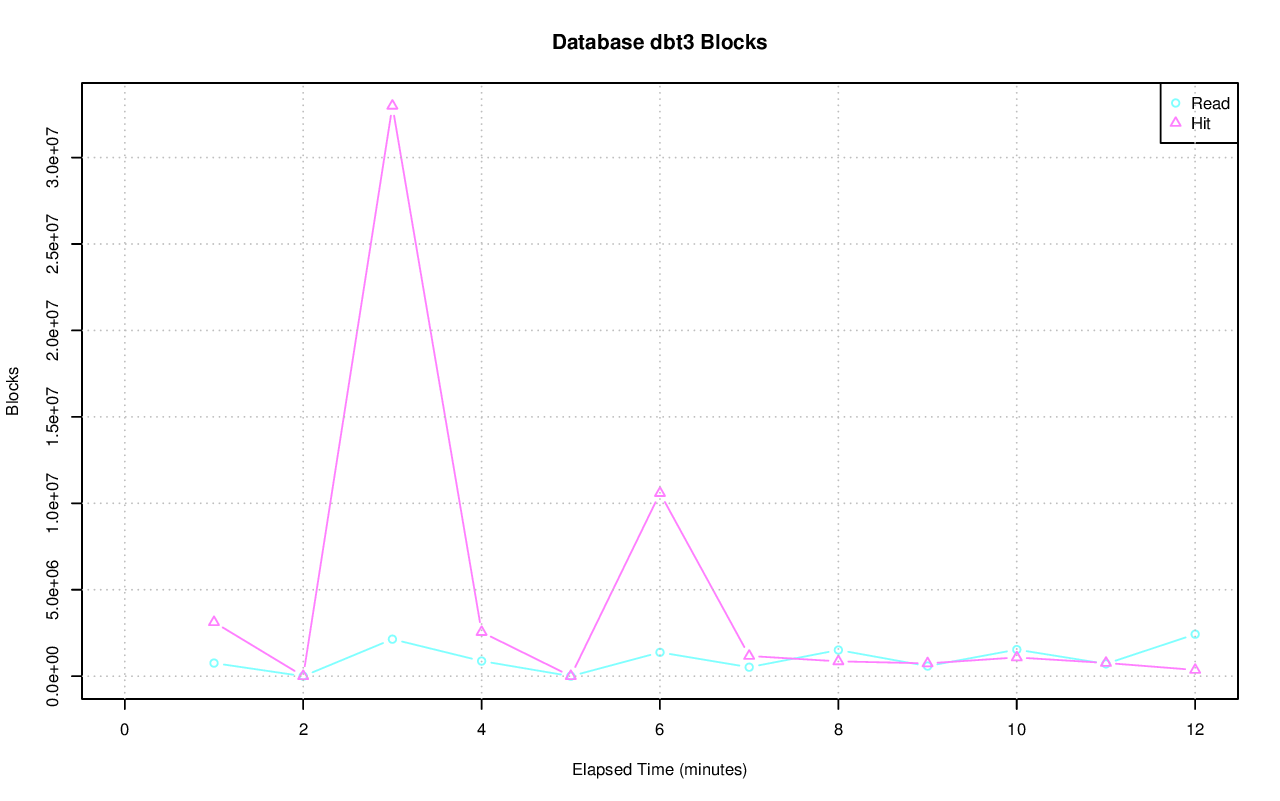 Database dbt3 Blocks
Read
Hit
3.0e+07
2.5e+07
2.0e+07
1.5e+07
1.0e+07
5.0e+06
0.0e+00
Blocks
0 2 4 6 8 10 12
Elapsed Time (minutes)